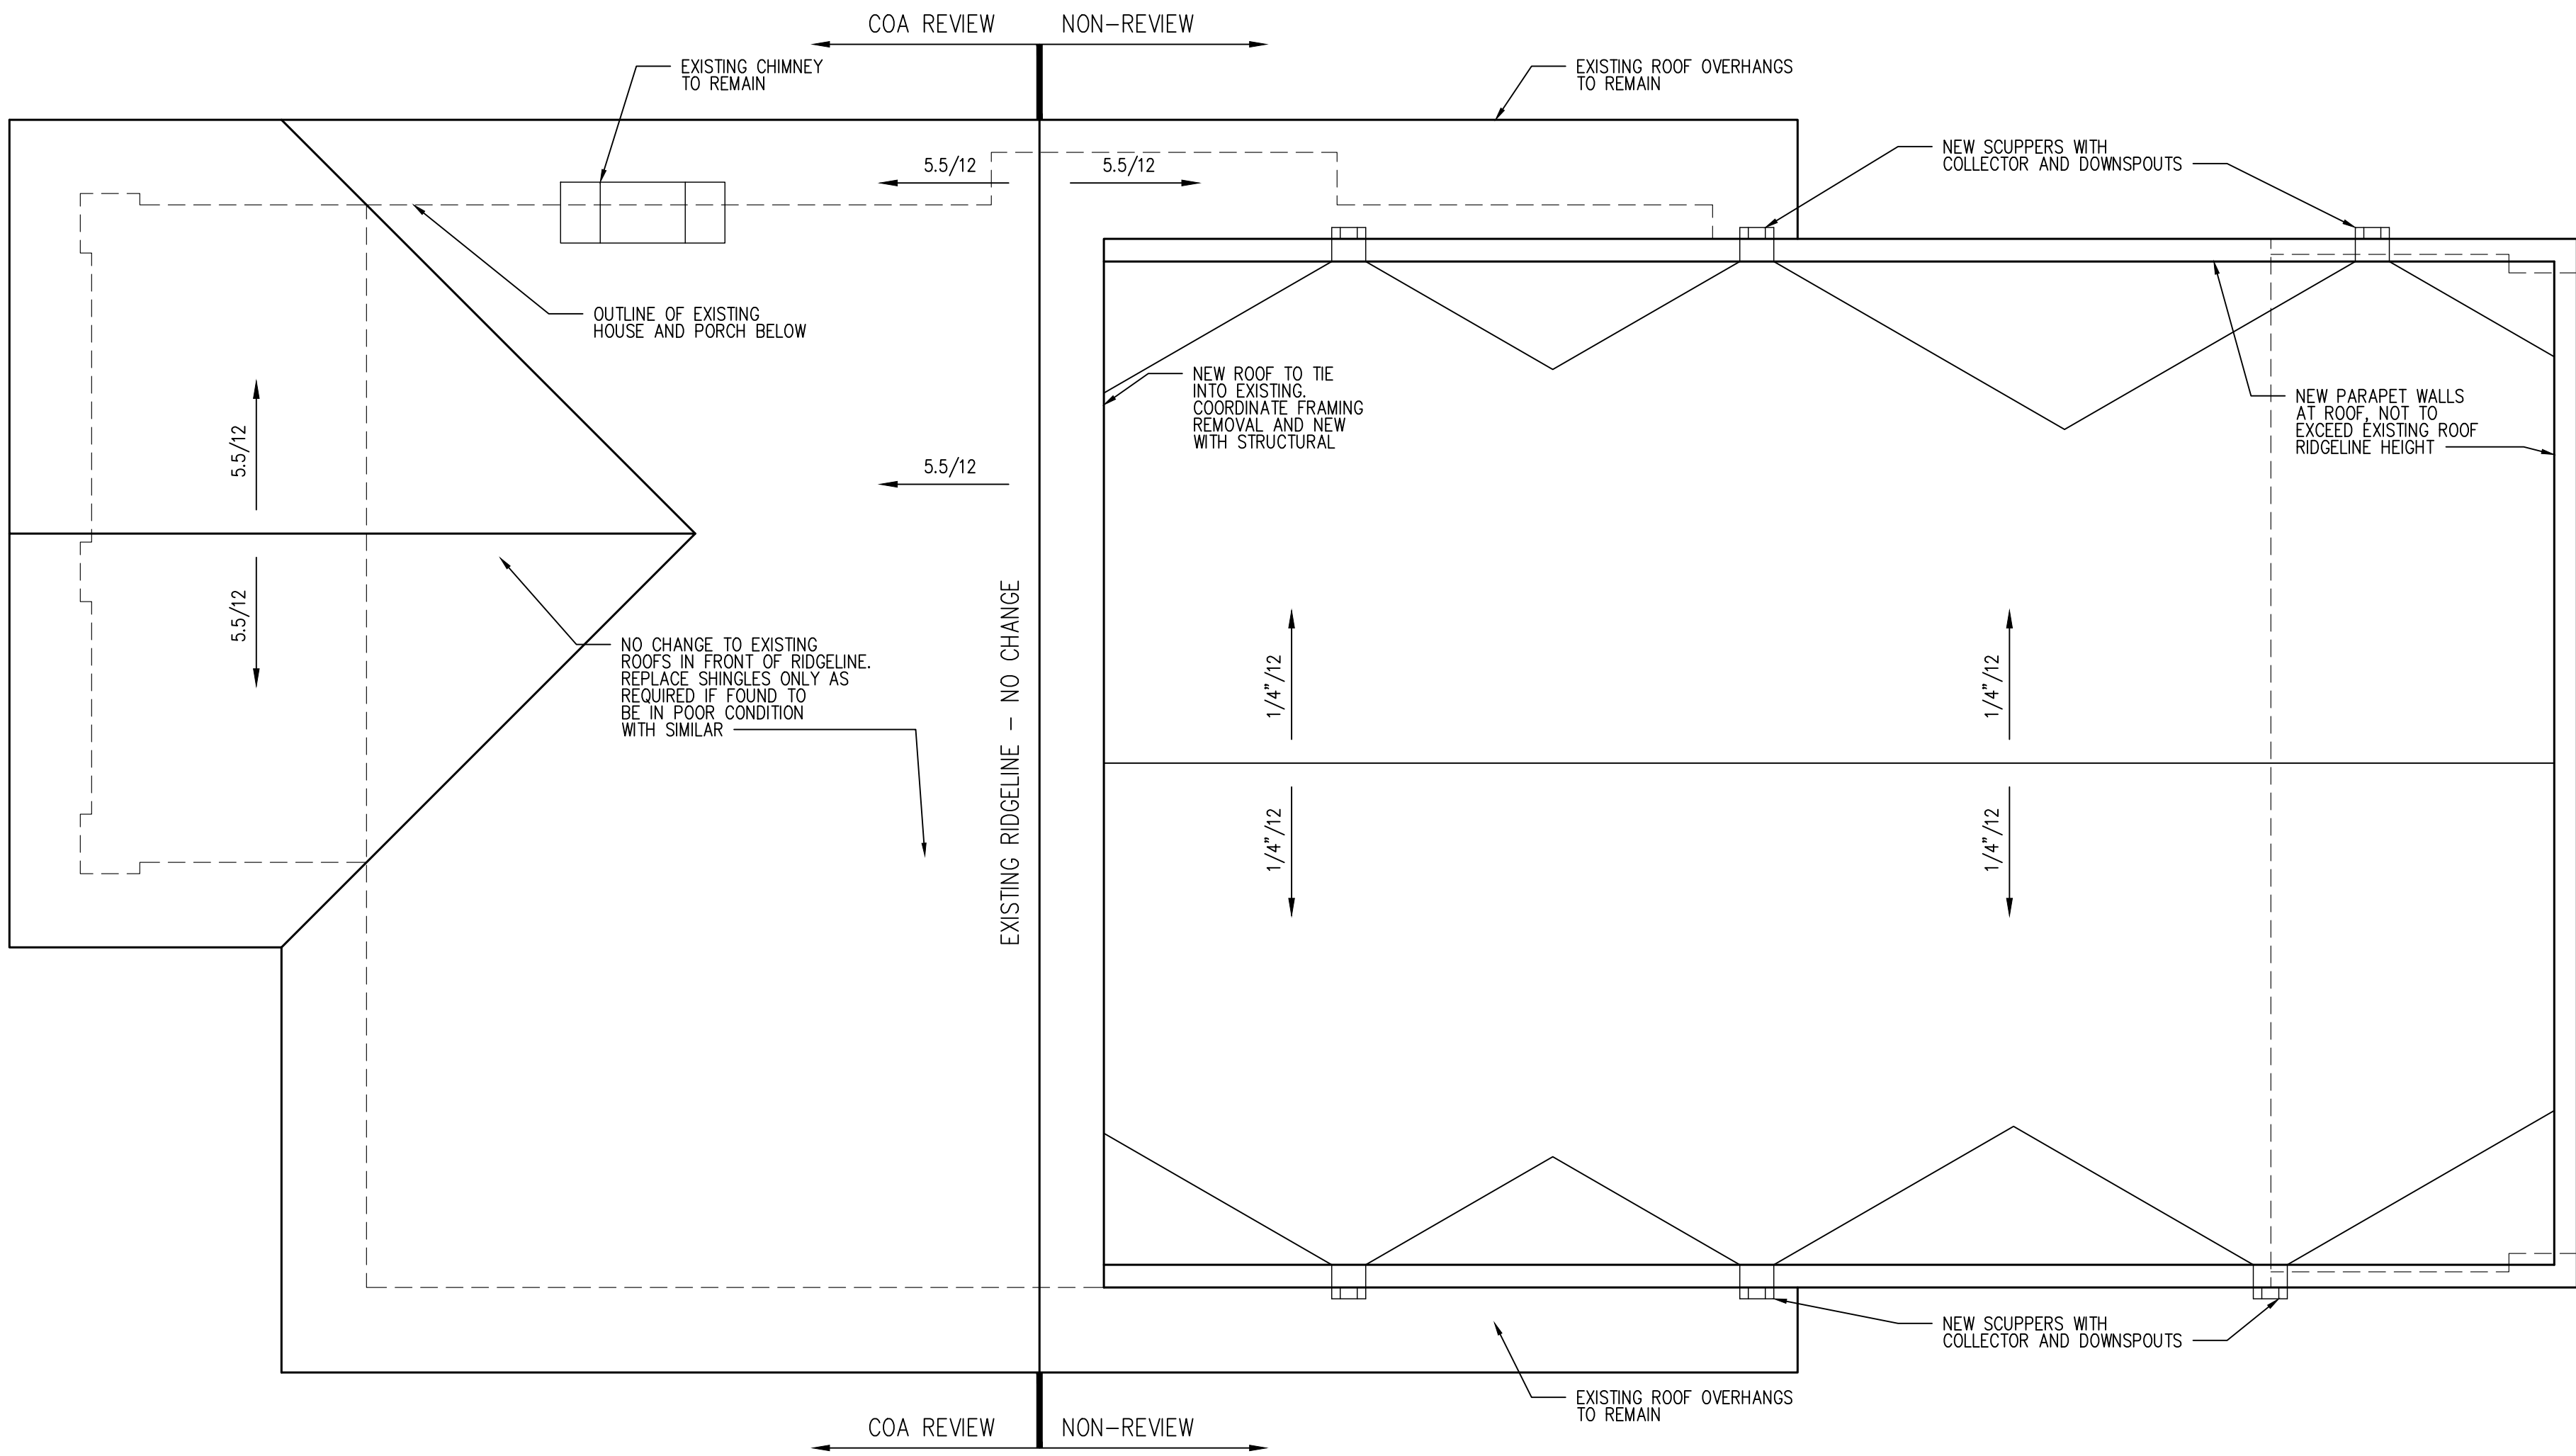 COA REVIEW
NON-REVIEW
EXISTING CHIMNEY
TO REMAIN
EXISTING ROOF OVERHANGS
TO REMAIN
NEW SCUPPERS WITH
COLLECTOR AND DOWNSPOUTS
5.5/12
5.5/12
OUTLINE OF EXISTING
HOUSE AND PORCH BELOW
NEW ROOF TO TIE
INTO EXISTING.
COORDINATE FRAMING
REMOVAL AND NEW
WITH STRUCTURAL
NEW PARAPET WALLS
AT ROOF, NOT TO
EXCEED EXISTING ROOF
RIDGELINE HEIGHT
5.5/12
5.5/12
5.5/12
NO CHANGE TO EXISTING
ROOFS IN FRONT OF RIDGELINE.
REPLACE SHINGLES ONLY AS
REQUIRED IF FOUND TO
BE IN POOR CONDITION
WITH SIMILAR
EXISTING RIDGELINE - NO CHANGE
1/4"/12
1/4"/12
1/4"/12
1/4"/12
NEW SCUPPERS WITH
COLLECTOR AND DOWNSPOUTS
EXISTING ROOF OVERHANGS
TO REMAIN
COA REVIEW
NON-REVIEW